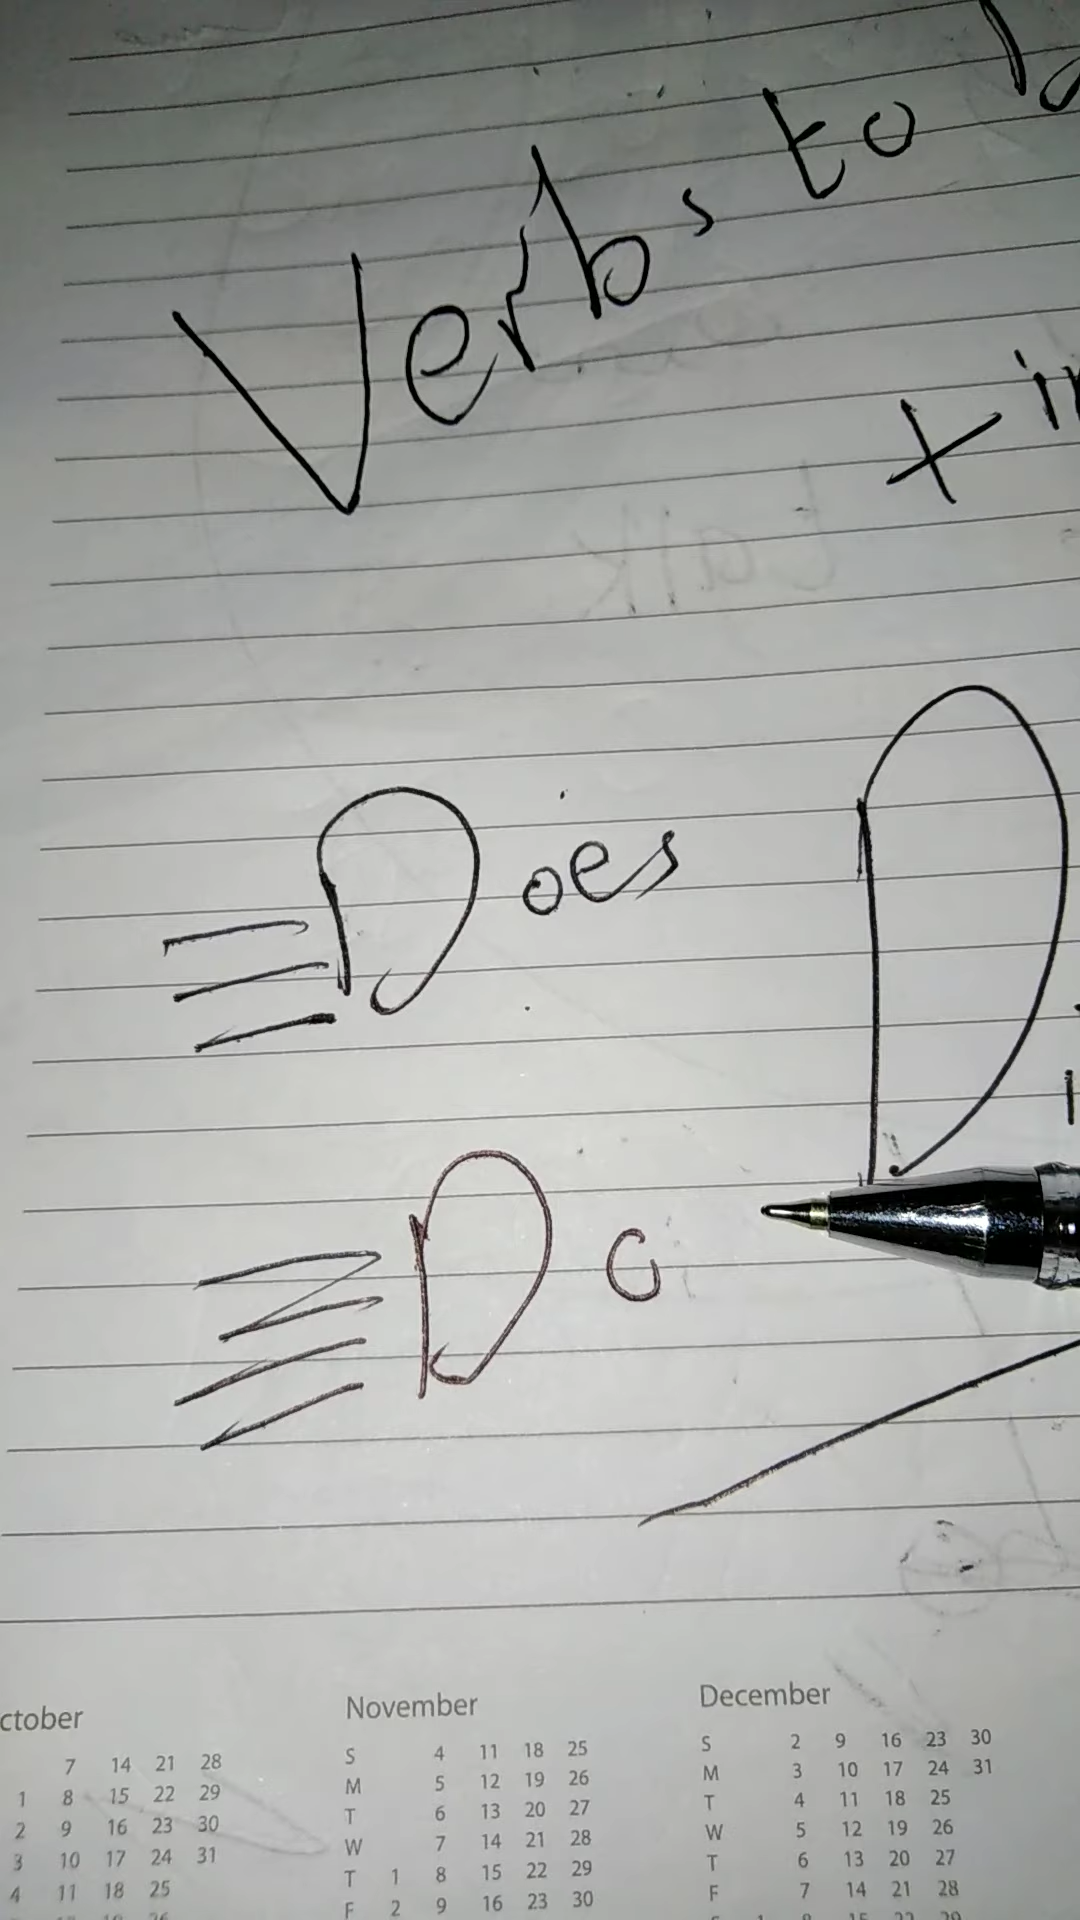 Verbs to
+
Does D
Do
ctober November December
7 14 21 28 S 4 11 18 25 S 2 9 16 23 30
1 8 15 22 29 M 5 12 19 26 M 3 10 17 24 31
2 9 16 23 30 T 6 13 20 27 T 4 11 18 25
3 10 17 24 31 W 7 14 21 28 W 5 12 19 26
4 11 18 25 T 1 8 15 22 29 T 6 13 20 27
F 2 9 16 23 30 F 7 14 21 28